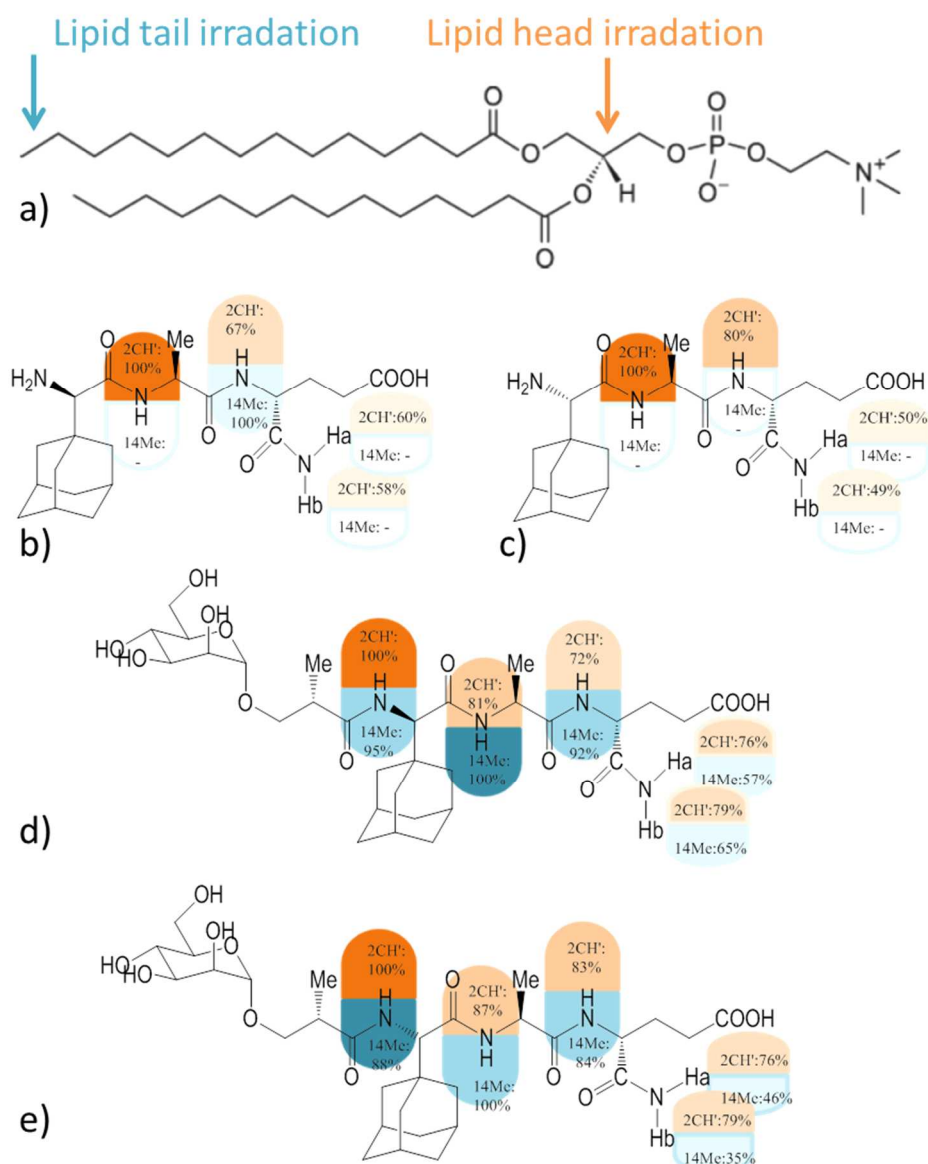 Lipid tail irradation
Lipid head irradation
O
O
O
P
O
O
O⁻
N⁺
O
H
O
a)
2CH':
67%
2CH':
100%
O
Me
H
N
H₂N
N
H
O
COOH
14Me:
100%
14Me:
-
O
N
Ha
Hb
2CH':60%
14Me: -
2CH':58%
14Me: -
b)
2CH':
80%
2CH':
100%
O
Me
H
N
H₂N
N
H
O
COOH
14Me:
-
14Me:
-
O
N
Ha
Hb
2CH':50%
14Me: -
2CH':49%
14Me: -
c)
OH
OH
O
HO
HO
O
Me
O
2CH':
100%
H
N
14Me:
95%
O
2CH':
81%
N
H
14Me:
100%
Me
O
2CH':
72%
H
N
14Me:
92%
COOH
O
N
Ha
Hb
2CH':76%
14Me:57%
2CH':79%
14Me:65%
d)
OH
OH
O
HO
HO
O
Me
O
2CH':
100%
H
N
14Me:
88%
O
2CH':
87%
N
H
14Me:
100%
Me
O
2CH':
83%
H
N
14Me:
84%
COOH
O
N
Ha
Hb
2CH':76%
14Me:46%
2CH':79%
14Me:35%
e)